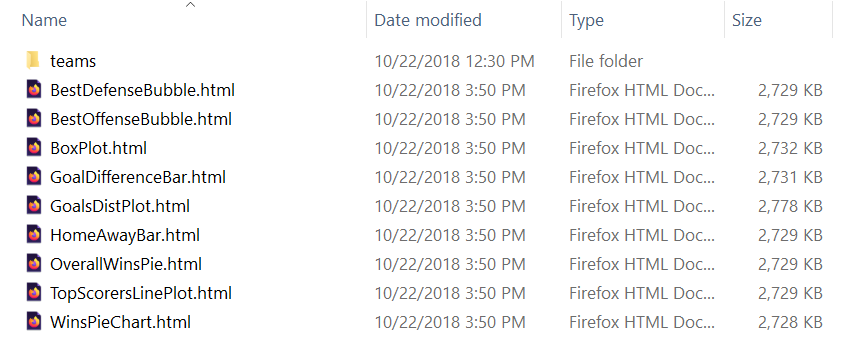 Name Date modified Type Size
teams 10/22/2018 12:30 PM File folder
BestDefenseBubble.html 10/22/2018 3:50 PM Firefox HTML Doc... 2,729 KB
BestOffenseBubble.html 10/22/2018 3:50 PM Firefox HTML Doc... 2,729 KB
BoxPlot.html 10/22/2018 3:50 PM Firefox HTML Doc... 2,732 KB
GoalDifferenceBar.html 10/22/2018 3:50 PM Firefox HTML Doc... 2,731 KB
GoalsDistPlot.html 10/22/2018 3:50 PM Firefox HTML Doc... 2,778 KB
HomeAwayBar.html 10/22/2018 3:50 PM Firefox HTML Doc... 2,729 KB
OverallWinsPie.html 10/22/2018 3:50 PM Firefox HTML Doc... 2,729 KB
TopScorersLinePlot.html 10/22/2018 3:50 PM Firefox HTML Doc... 2,729 KB
WinsPieChart.html 10/22/2018 3:50 PM Firefox HTML Doc... 2,728 KB